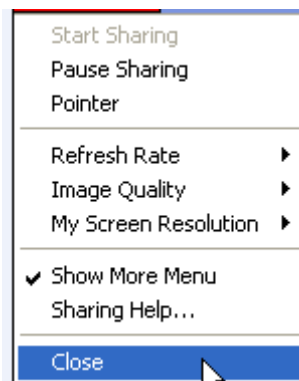 Start Sharing
Pause Sharing
Pointer
Refresh Rate
Image Quality
My Screen Resolution
Show More Menu
Sharing Help...
Close